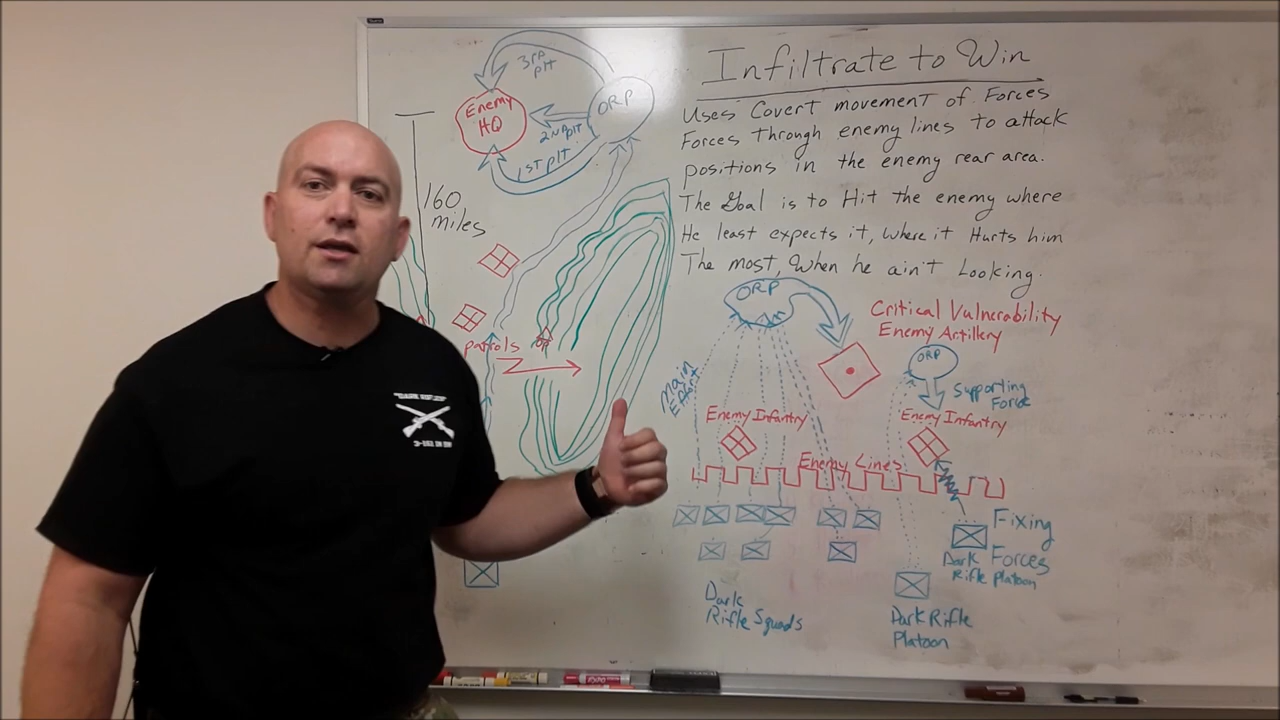 Infiltrate to Win
Uses Covert movement of Forces
Forces through enemy lines to attack
positions in the enemy rear area.
The Goal is to Hit the enemy where
He least expects it, where it Hurts him
The most, When he ain't Looking.
3rd plt
Enemy
HQ
ORP
2nd plt
1st plt.
160
miles
patrols
ORP
Critical Vulnerability
Enemy Artillery
ORP
Supporting
Force
Main
Effort
Enemy Infantry
Enemy Infantry
Enemy Lines
Fixing
Forces
Dark
Rifle Platoon
Dark
Rifle Squads
Dark Rifle
Platoon
"DARK RIFLES"